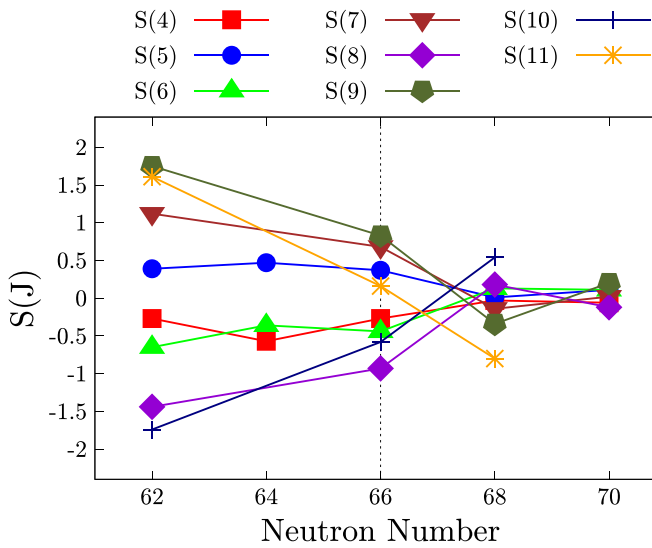 S(4) S(7) S(10)
S(5) S(8) S(11)
S(6) S(9)
2
1.5
1
0.5
0
-0.5
-1
-1.5
-2
S(J)
62 64 66 68 70
Neutron Number